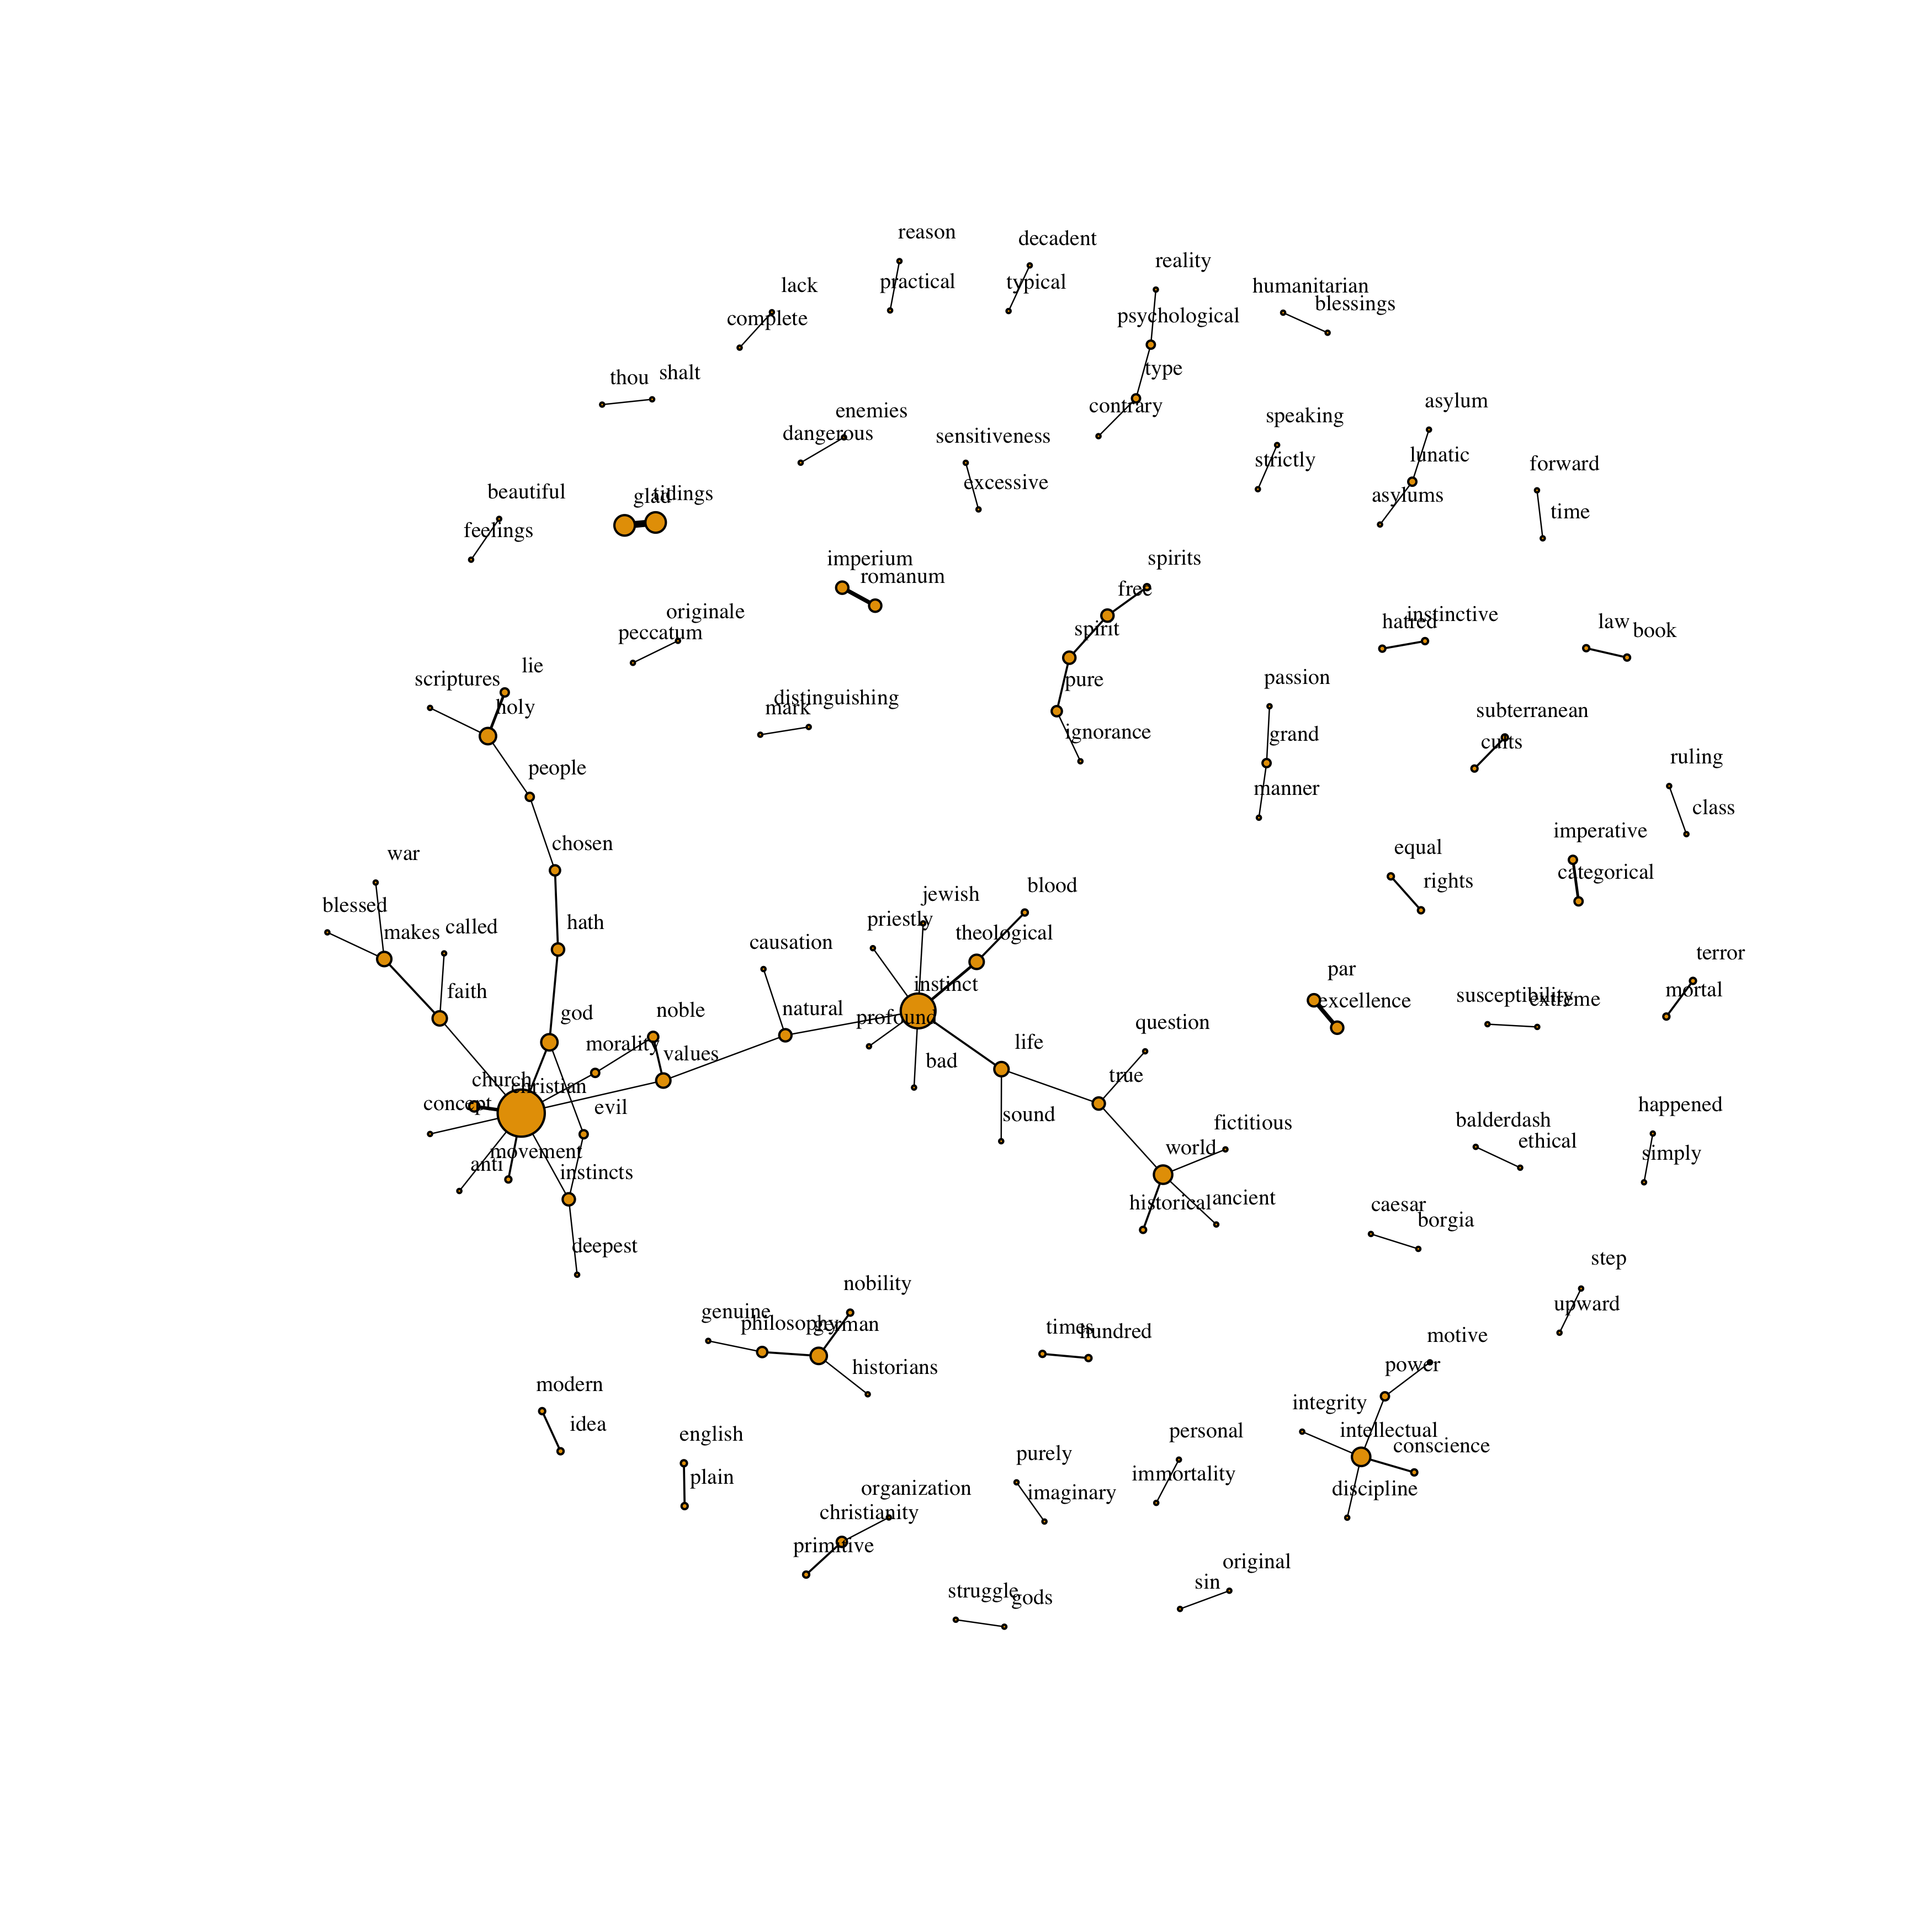 reason
decadent
reality
lack
practical
typical
humanitarian
blessings
complete
psychological
thou
shalt
type
enemies
contrary
asylum
dangerous
sensitiveness
speaking
lunatic
strictly
forward
beautiful
glad
tidings
excessive
asylums
time
feelings
imperium
romanum
spirits
free
originale
peccatum
spirit
hatred
instinctive
law
book
lie
scriptures
holy
pure
passion
distinguishing
mark
ignorance
grand
subterranean
cults
people
manner
ruling
class
war
chosen
equal
imperative
rights
categorical
blessed
makes
called
hath
jewish
blood
priestly
causation
theological
faith
god
noble
natural
instinct
profound
par
excellence
susceptibility
extreme
terror
mortal
morality
values
life
question
bad
true
church
christian
concept
evil
sound
fictitious
balderdash
ethical
happened
simply
movement
anti
instincts
world
historical
ancient
caesar
borgia
deepest
step
upward
nobility
genuine
philosophy
german
historians
times
hundred
motive
power
modern
idea
integrity
intellectual
conscience
discipline
english
plain
purely
imaginary
personal
immortality
organization
christianity
primitive
original
sin
struggle
gods